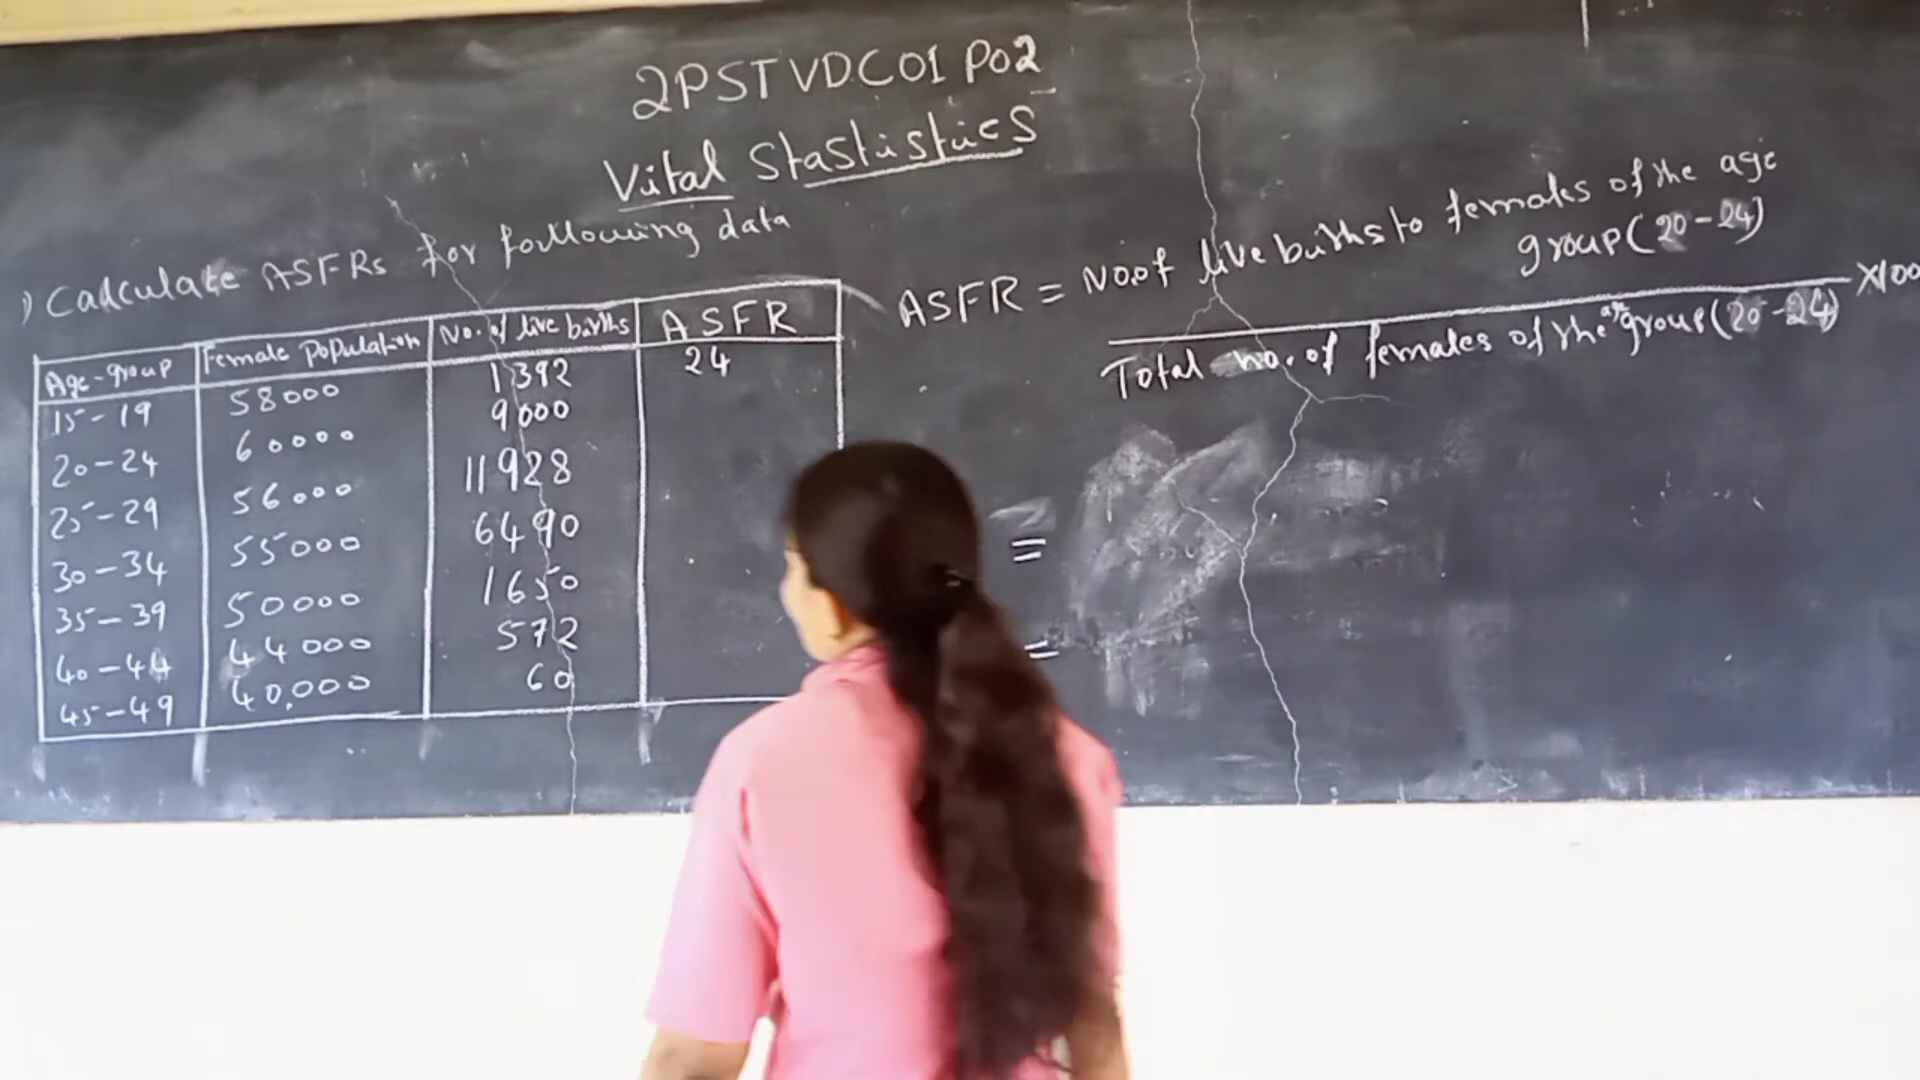 2PSTVDC01 P02
Vital Stastistics
1) Calculate ASFRs for following data
Age-group Female Population No. of live births ASFR
15-19 58000 1392 24
20-24 60000 9000
25-29 56000 11928
30-34 55000 6490
35-39 50000 1650
40-44 44000 572
45-49 40,000 60
ASFR = No.of live births to females of the age
group(20-24)
Total no. of females of the age group(20-24) X100
=
=